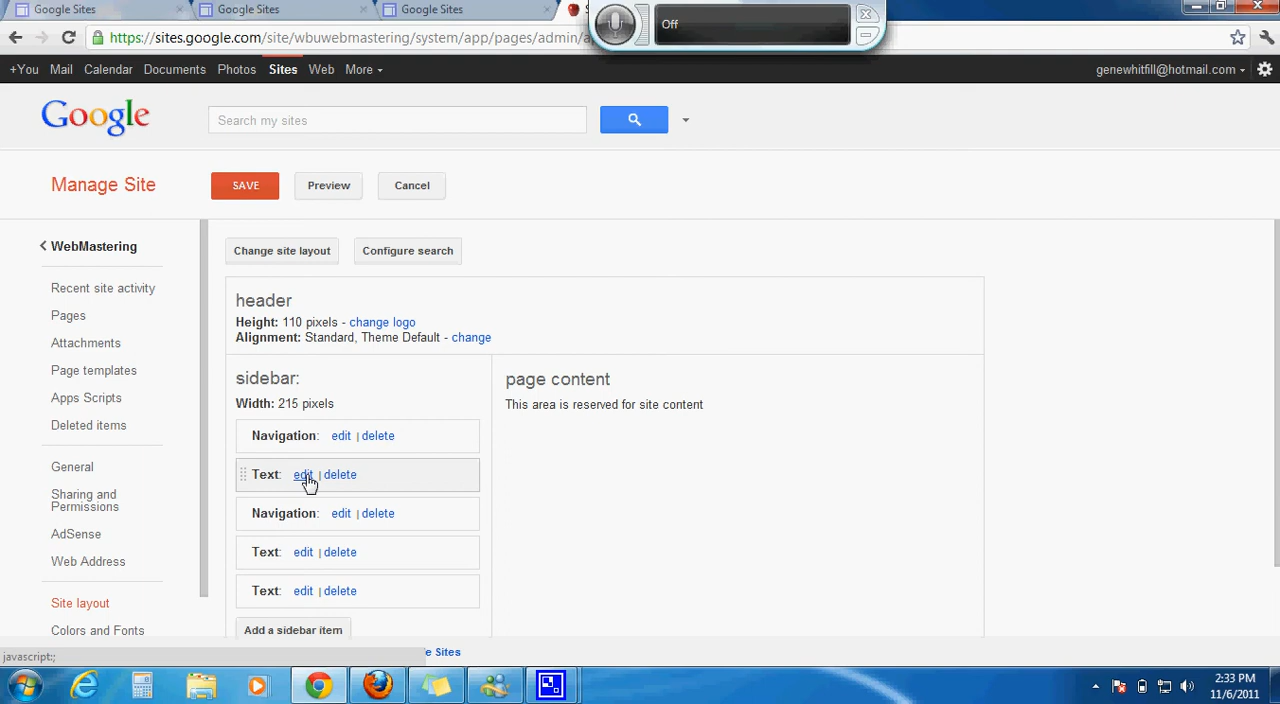 Google Sites
Google Sites
Google Sites
Off
https://sites.google.com/site/wbuwebmastering/system/app/pages/admin/
+You Mail Calendar Documents Photos Sites Web More
genewhitfill@hotmail.com
Google
Search my sites
Manage Site
SAVE
Preview
Cancel
WebMastering
Change site layout
Configure search
Recent site activity
Pages
Attachments
Page templates
Apps Scripts
Deleted items
General
Sharing and
Permissions
AdSense
Web Address
Site layout
Colors and Fonts
header
Height: 110 pixels - change logo
Alignment: Standard, Theme Default - change
sidebar:
Width: 215 pixels
Navigation: edit | delete
Text: edit | delete
Navigation: edit | delete
Text: edit | delete
Text: edit | delete
Add a sidebar item
page content
This area is reserved for site content
javascript:;
Sites
2:33 PM
11/6/2011